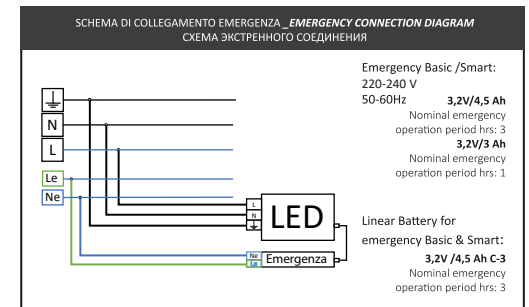 SCHEMA DI COLLEGAMENTO EMERGENZA _EMERGENCY CONNECTION DIAGRAM
СХЕМА ЭКСТРЕННОГО СОЕДИНЕНИЯ
Emergency Basic /Smart:
220-240 V
50-60Hz 3,2V/4,5 Ah
Nominal emergency
operation period hrs: 3
3,2V/3 Ah
Nominal emergency
operation period hrs: 1
N
L
Le
Ne
L
N
LED
Ne
Le
Emergenza
Linear Battery for
emergency Basic & Smart:
3,2V /4,5 Ah C-3
Nominal emergency
operation period hrs: 3